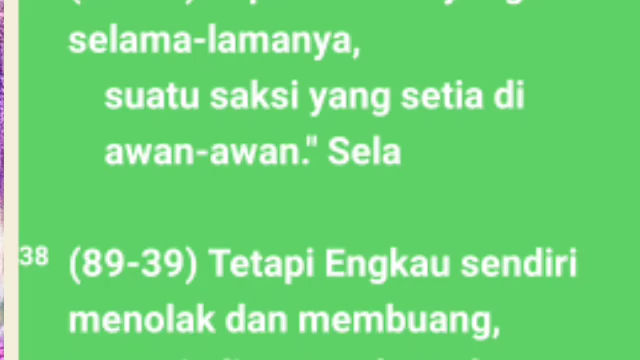 selama-lamanya,
suatu saksi yang setia di
awan-awan." Sela
38 (89-39) Tetapi Engkau sendiri
menolak dan membuang,